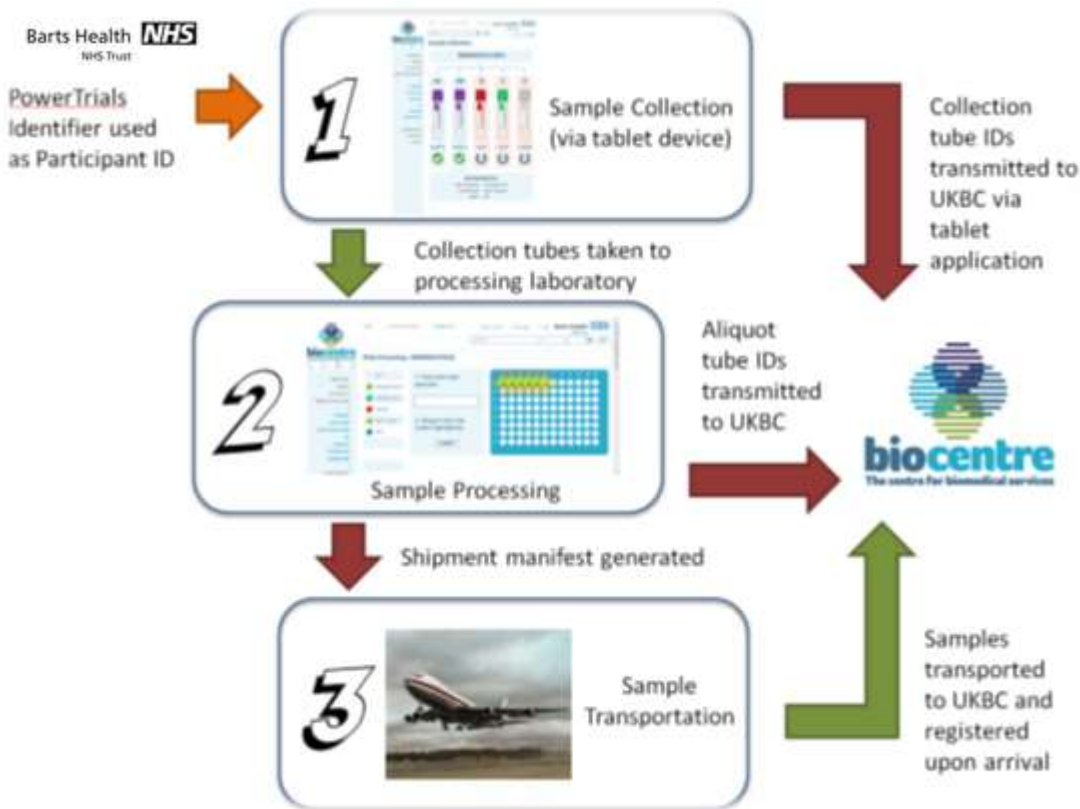 Barts Health NHS
NHS Trust
PowerTrials
Identifier used
as Participant ID
1
Sample Collection
(via tablet device)
Collection
tube IDs
transmitted to
UKBC via
tablet
application
Collection tubes taken to
processing laboratory
2
biocentre
Sample Processing
Aliquot
tube IDs
transmitted
to UKBC
biocentre
The centre for biomedical services
Shipment manifest generated
3
Sample
Transportation
Samples
transported
to UKBC and
registered
upon arrival